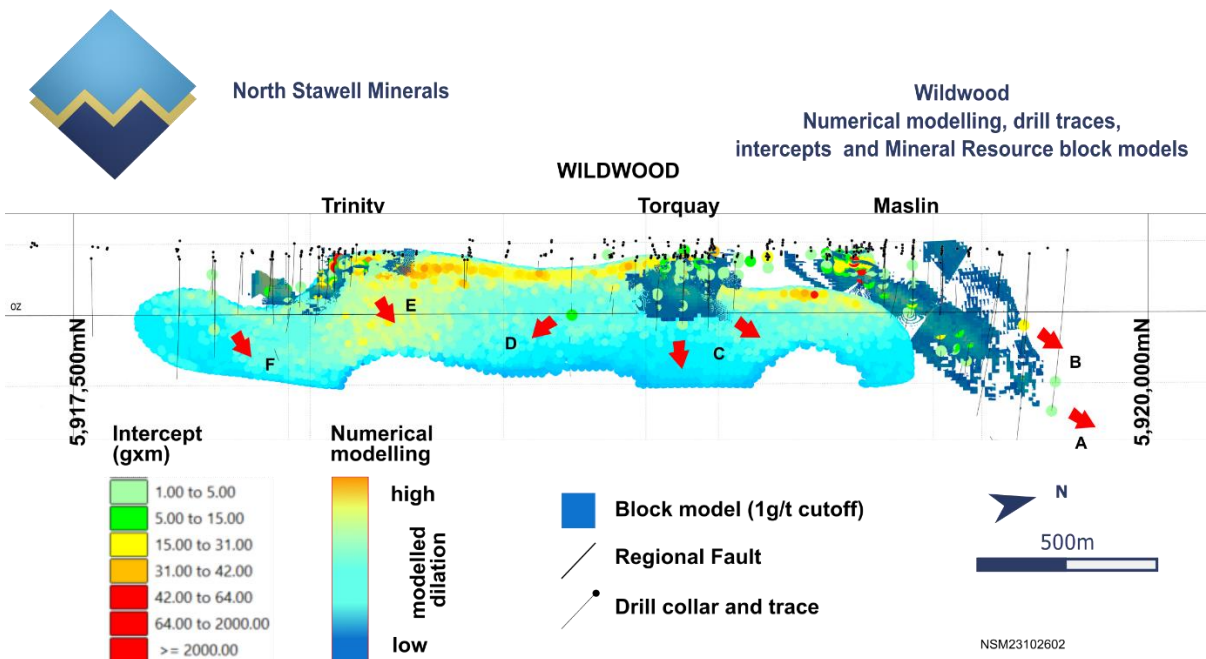 North Stawell Minerals
Wildwood
Numerical modelling, drill traces,
intercepts and Mineral Resource block models
WILDWOOD
Trinity
Torquay
Maslin
oz
E
D
C
B
F
A
5,917,500mN
5,920,000mN
Intercept
(gxm)
1.00 to 5.00
5.00 to 15.00
15.00 to 31.00
31.00 to 42.00
42.00 to 64.00
64.00 to 2000.00
>= 2000.00
Numerical
modelling
high
modelled
dilation
low
Block model (1g/t cutoff)
Regional Fault
Drill collar and trace
N
500m
NSM23102602